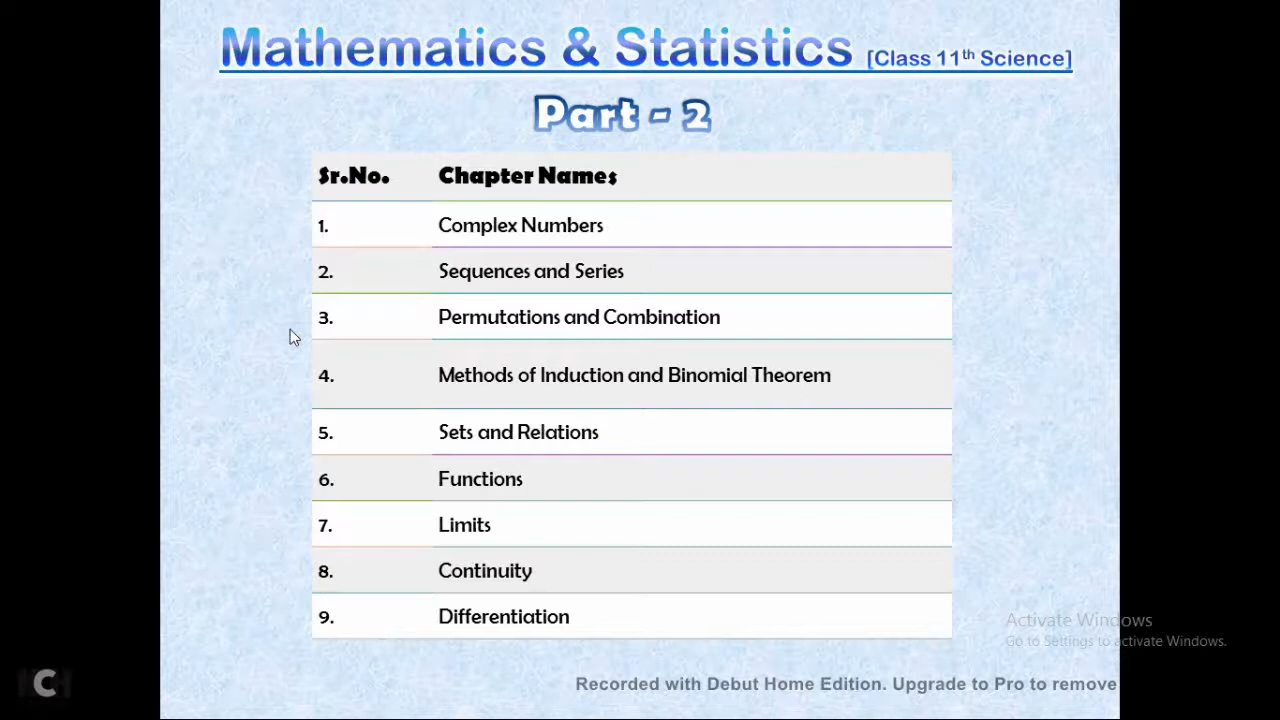 Mathematics & Statistics [Class 11th Science]
Part - 2
Sr.No. Chapter Names
1. Complex Numbers
2. Sequences and Series
3. Permutations and Combination
4. Methods of Induction and Binomial Theorem
5. Sets and Relations
6. Functions
7. Limits
8. Continuity
9. Differentiation
Activate Windows
Go to Settings to activate Windows.
Recorded with Debut Home Edition. Upgrade to Pro to remove